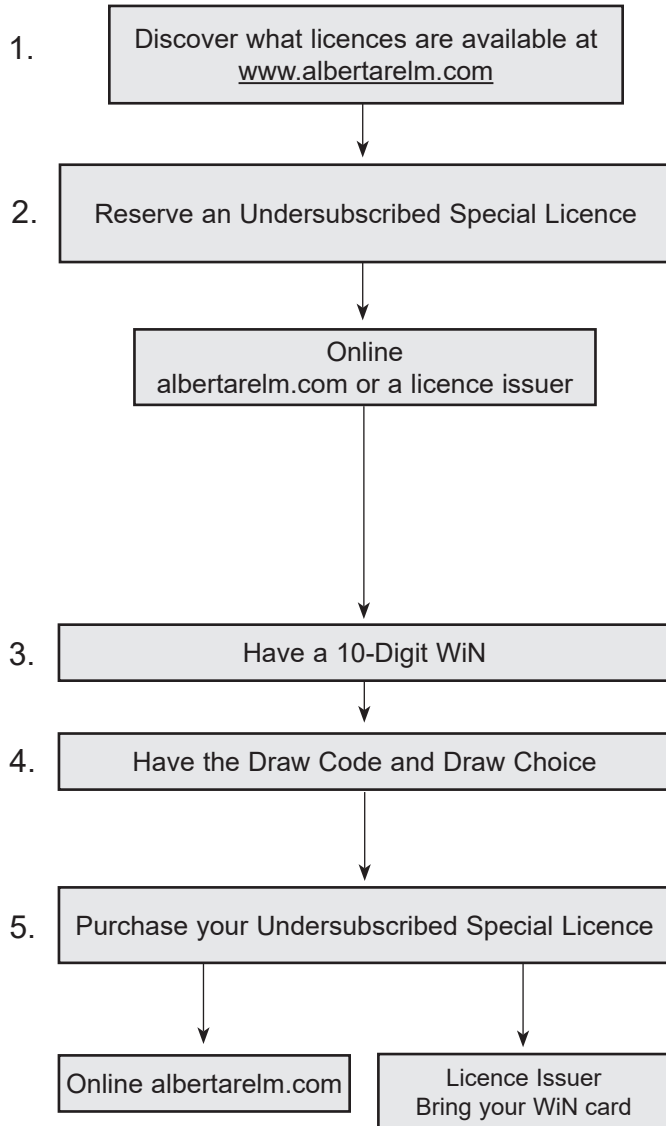 1.
Discover what licences are available at
www.albertarelm.com
2.
Reserve an Undersubscribed Special Licence
Online
albertarelm.com or a licence issuer
3.
Have a 10-Digit WiN
4.
Have the Draw Code and Draw Choice
5.
Purchase your Undersubscribed Special Licence
Online albertarelm.com
Licence Issuer
Bring your WiN card